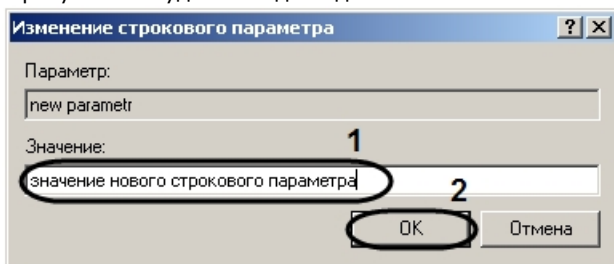 Изменение строкового параметра
Параметр:
new parametr
Значение:
1
значение нового строкового параметра
2
OK
Отмена